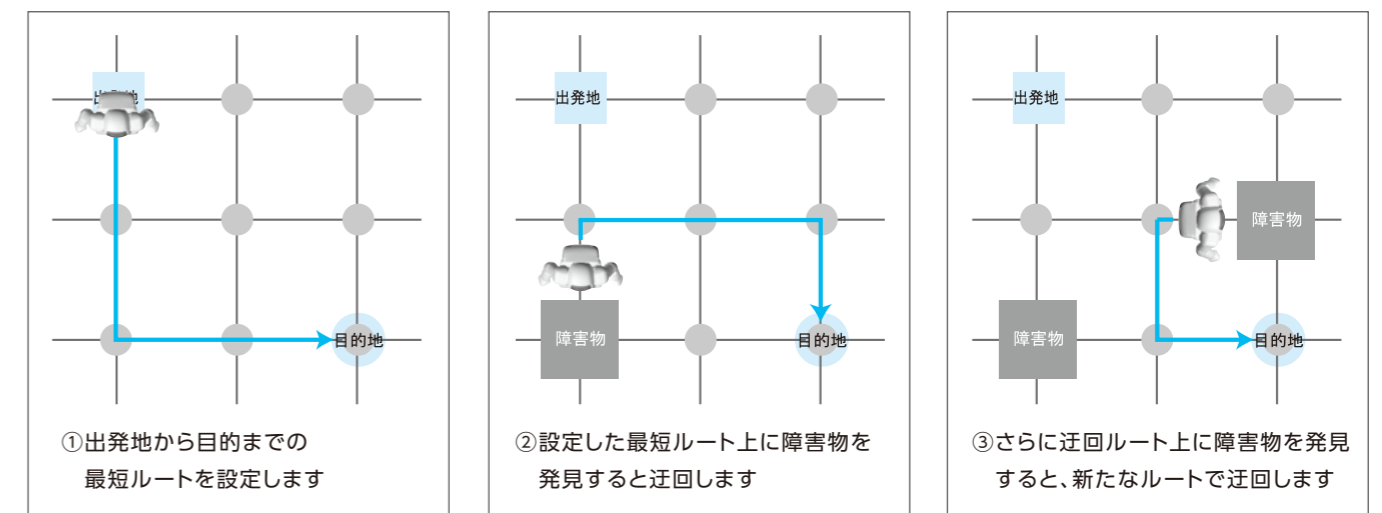 出発地
目的地
①出発地から目的までの
最短ルートを設定します
出発地
障害物
目的地
②設定した最短ルート上に障害物を
発見すると迂回します
出発地
障害物
障害物
目的地
③さらに迂回ルート上に障害物を発見
すると、新たなルートで迂回します